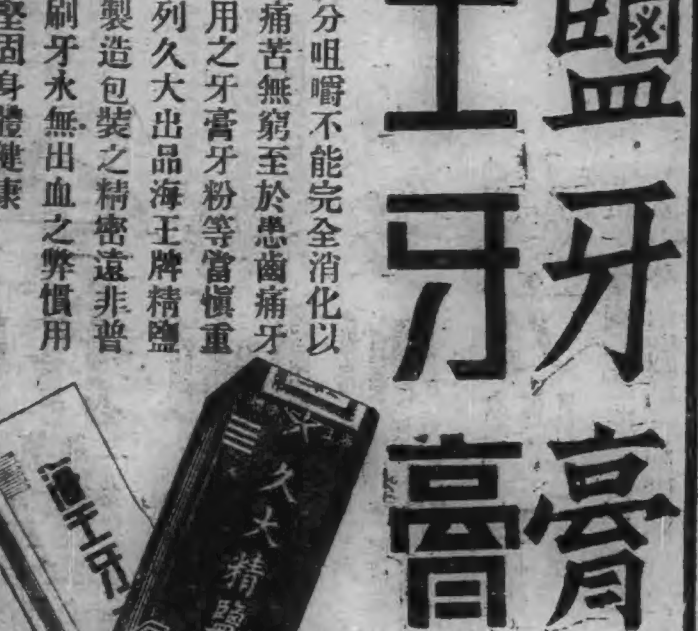 鹽牙膏
王牙膏
分咀嚼不能完全消化以
痛苦無窮至於患齒痛牙
用之牙膏牙粉等當慎重
列久大出品海王牌精鹽
製造包裝之精密遠非普
刷牙永無出血之弊慣用
堅固身體健康
久大精鹽
海王牙